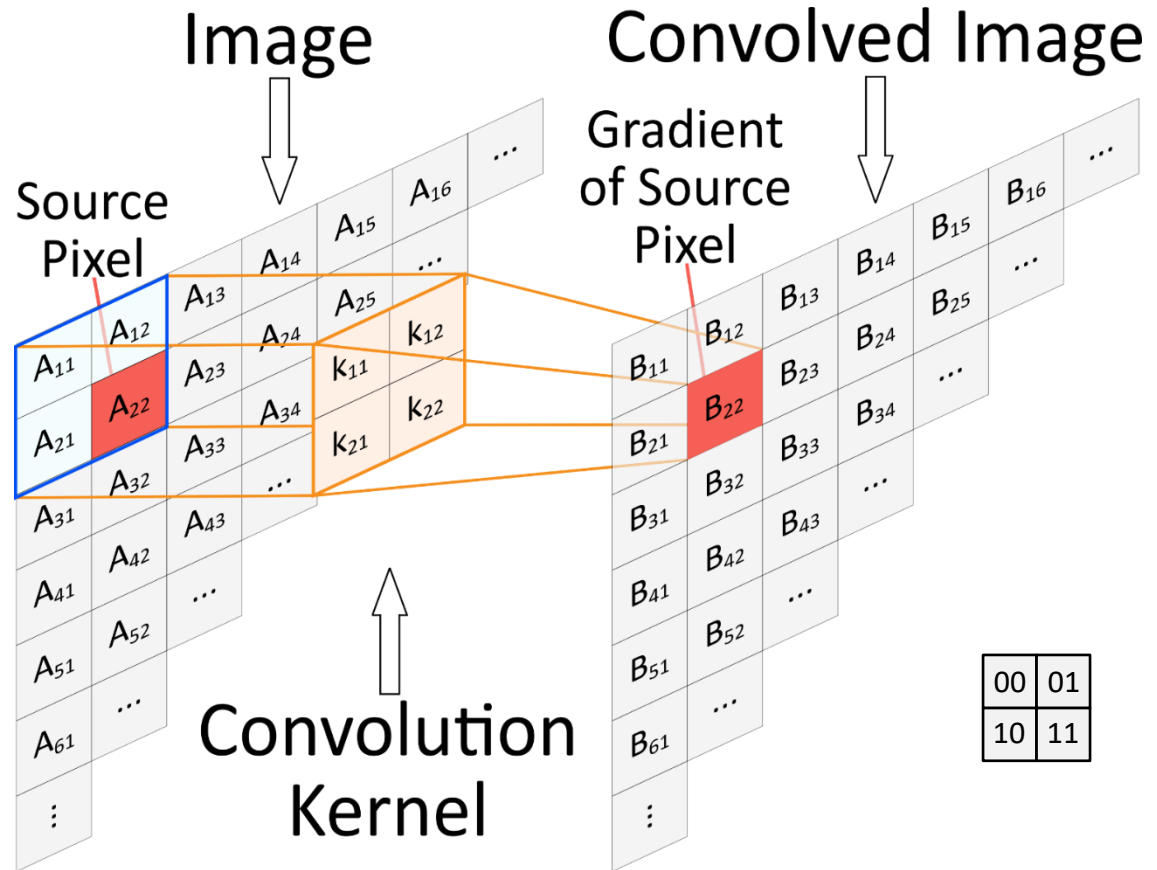 Image
Convolved Image
Source
Pixel
Gradient
of Source
Pixel
A11 A12 A13 A14 A15 A16 ...
A21 A22 A23 A24 A25 ...
A31 A32 A33 A34 ...
A41 A42 A43 ...
A51 A52 ...
A61 ...
⋮
k11 k12
k21 k22
B11 B12 B13 B14 B15 B16 ...
B21 B22 B23 B24 B25 ...
B31 B32 B33 B34 ...
B41 B42 B43 ...
B51 B52 ...
B61 ...
⋮
Convolution
Kernel
00 01
10 11